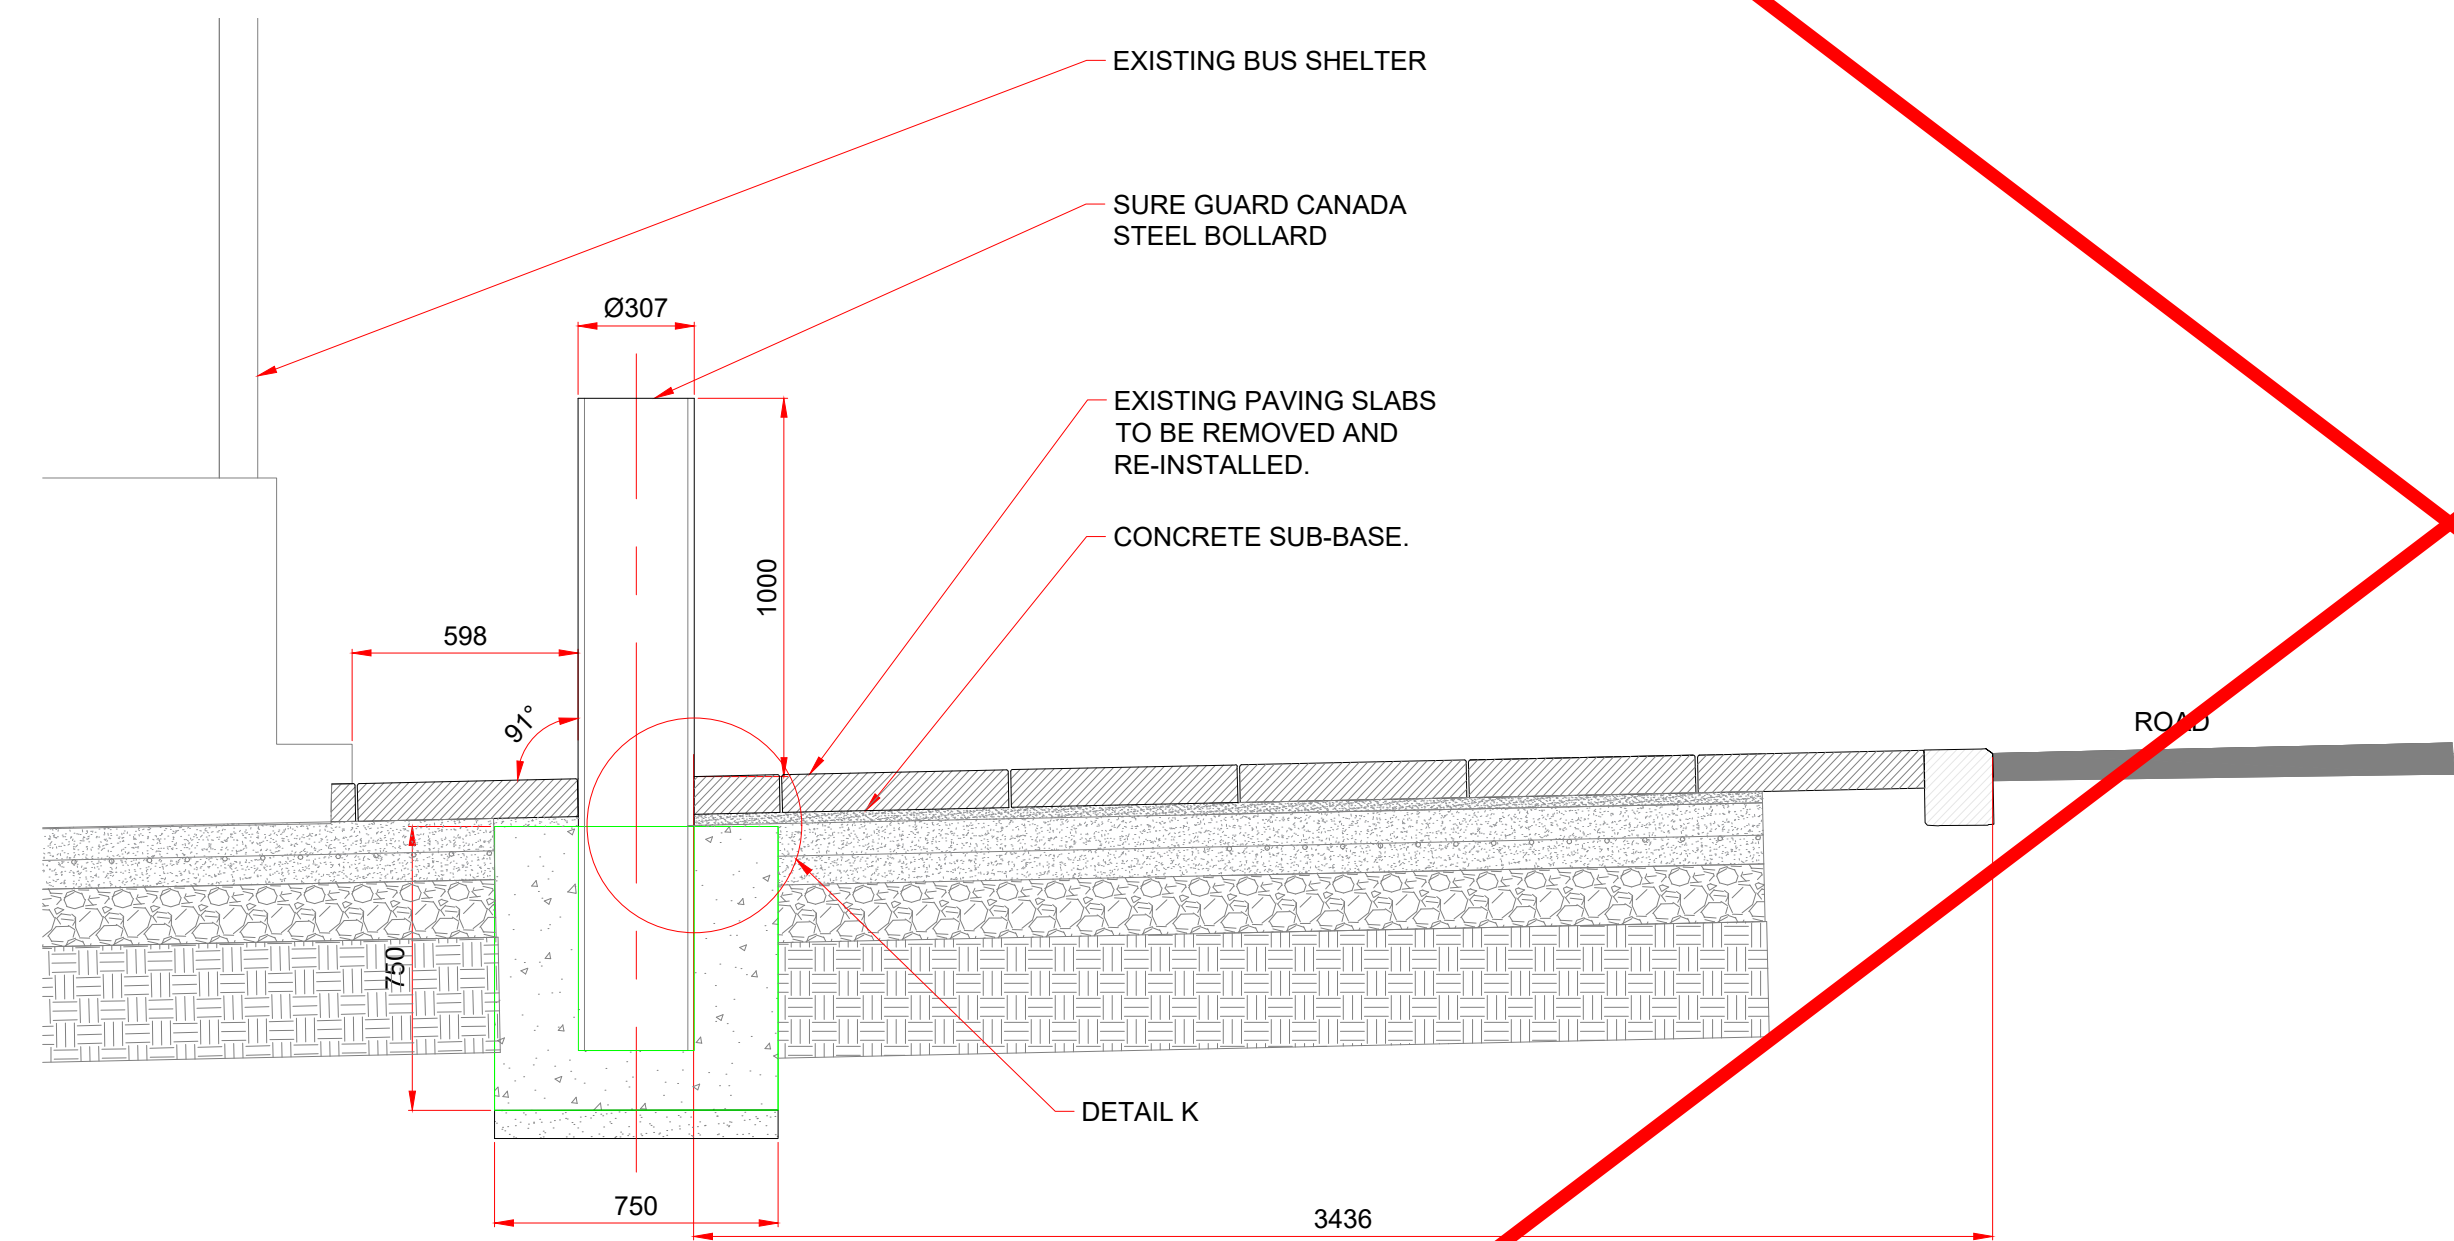 EXISTING BUS SHELTER
SURE GUARD CANADA
STEEL BOLLARD
Ø307
EXISTING PAVING SLABS
TO BE REMOVED AND
RE-INSTALLED.
CONCRETE SUB-BASE.
1000
598
91°
ROAD
750
DETAIL K
750
3436